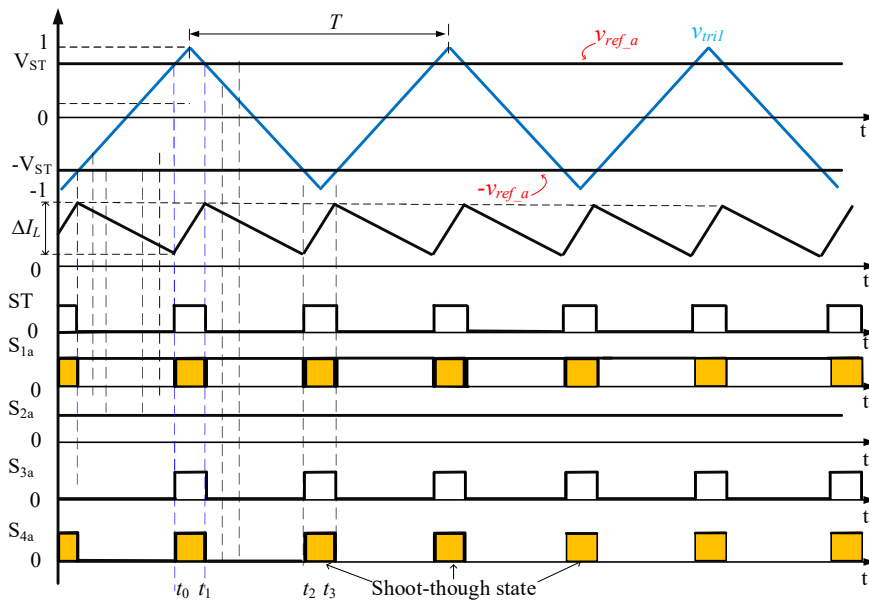 T
v_ref_a
v_tri1
1
V_ST
0
t
-V_ST
-1
-v_ref_a
ΔI_L
0
t
ST
0
t
S_1a
0
t
S_2a
0
t
S_3a
0
t
S_4a
0
t
t_0 t_1 t_2 t_3 Shoot-though state